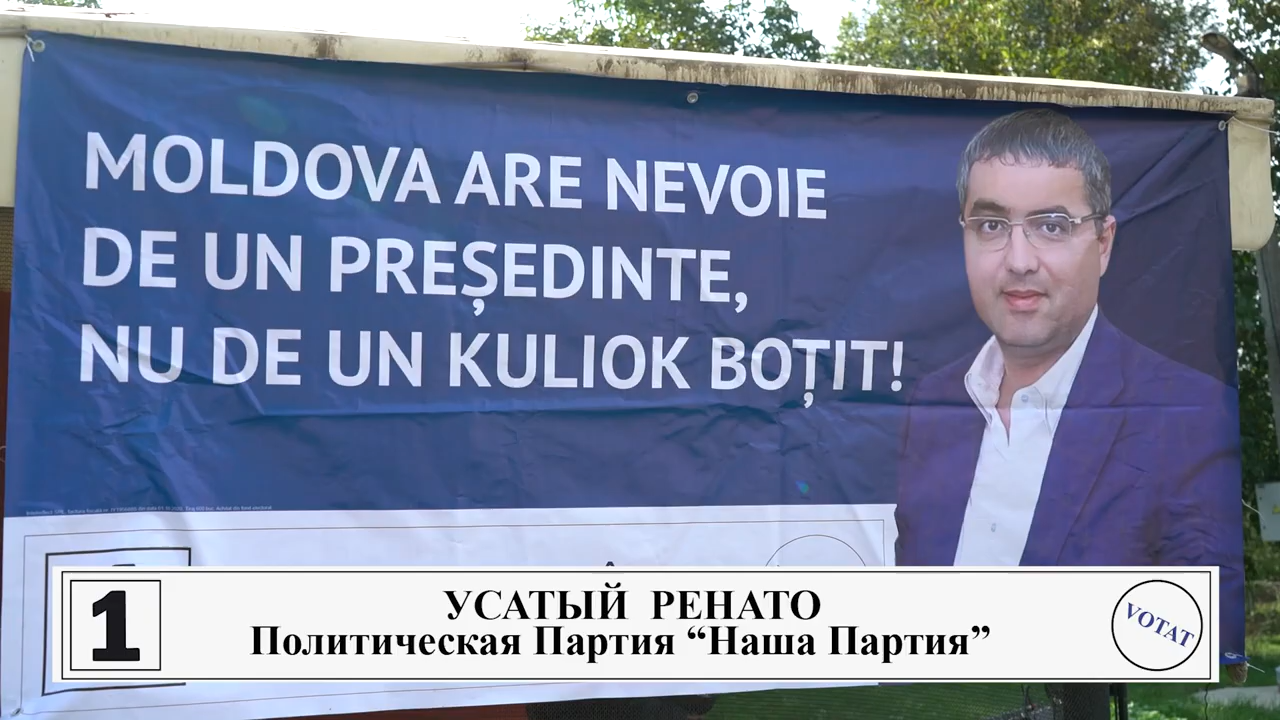 MOLDOVA ARE NEVOIE
DE UN PREȘEDINTE,
NU DE UN KULIOK BOȚIT!
1
УСАТЫЙ РЕНАТО
Политическая Партия “Наша Партия”
VOTAT